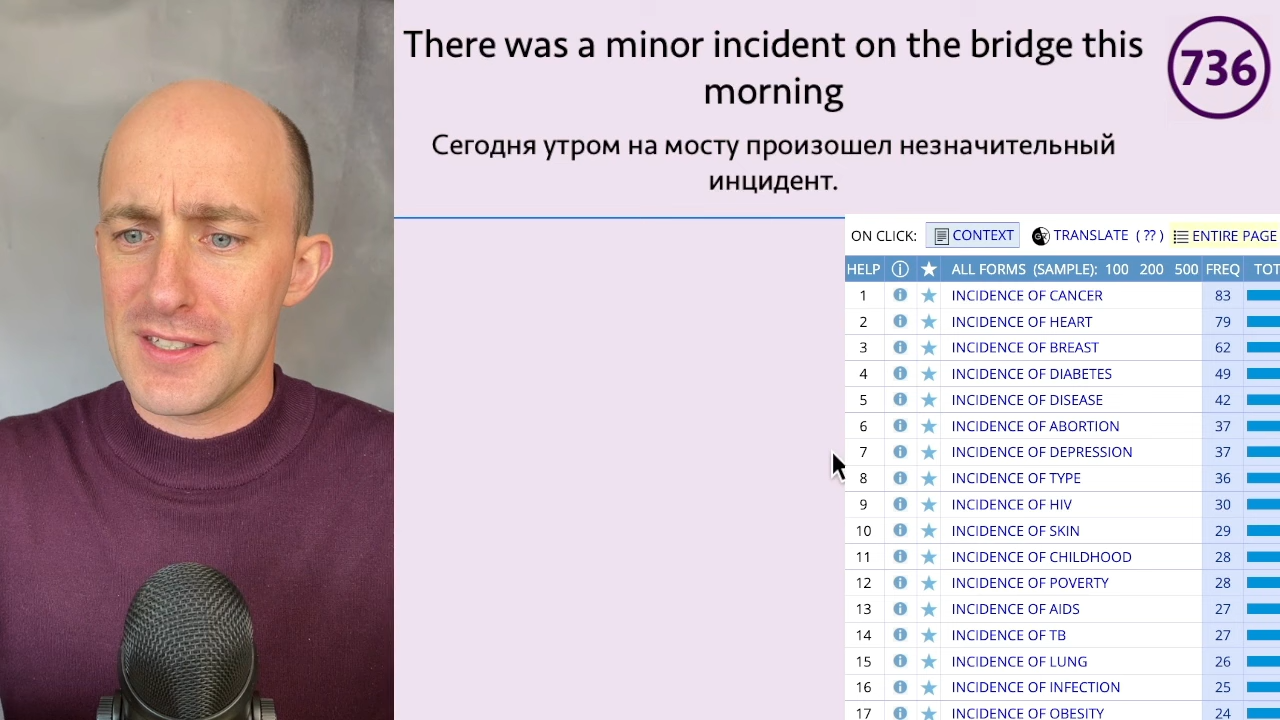 There was a minor incident on the bridge this
morning
736
Сегодня утром на мосту произошел незначительный
инцидент.
ON CLICK: CONTEXT TRANSLATE ( ?? ) ENTIRE PAGE
HELP ALL FORMS (SAMPLE): 100 200 500 FREQ TOT
1 INCIDENCE OF CANCER 83
2 INCIDENCE OF HEART 79
3 INCIDENCE OF BREAST 62
4 INCIDENCE OF DIABETES 49
5 INCIDENCE OF DISEASE 42
6 INCIDENCE OF ABORTION 37
7 INCIDENCE OF DEPRESSION 37
8 INCIDENCE OF TYPE 36
9 INCIDENCE OF HIV 30
10 INCIDENCE OF SKIN 29
11 INCIDENCE OF CHILDHOOD 28
12 INCIDENCE OF POVERTY 28
13 INCIDENCE OF AIDS 27
14 INCIDENCE OF TB 27
15 INCIDENCE OF LUNG 26
16 INCIDENCE OF INFECTION 25
17 INCIDENCE OF OBESITY 24